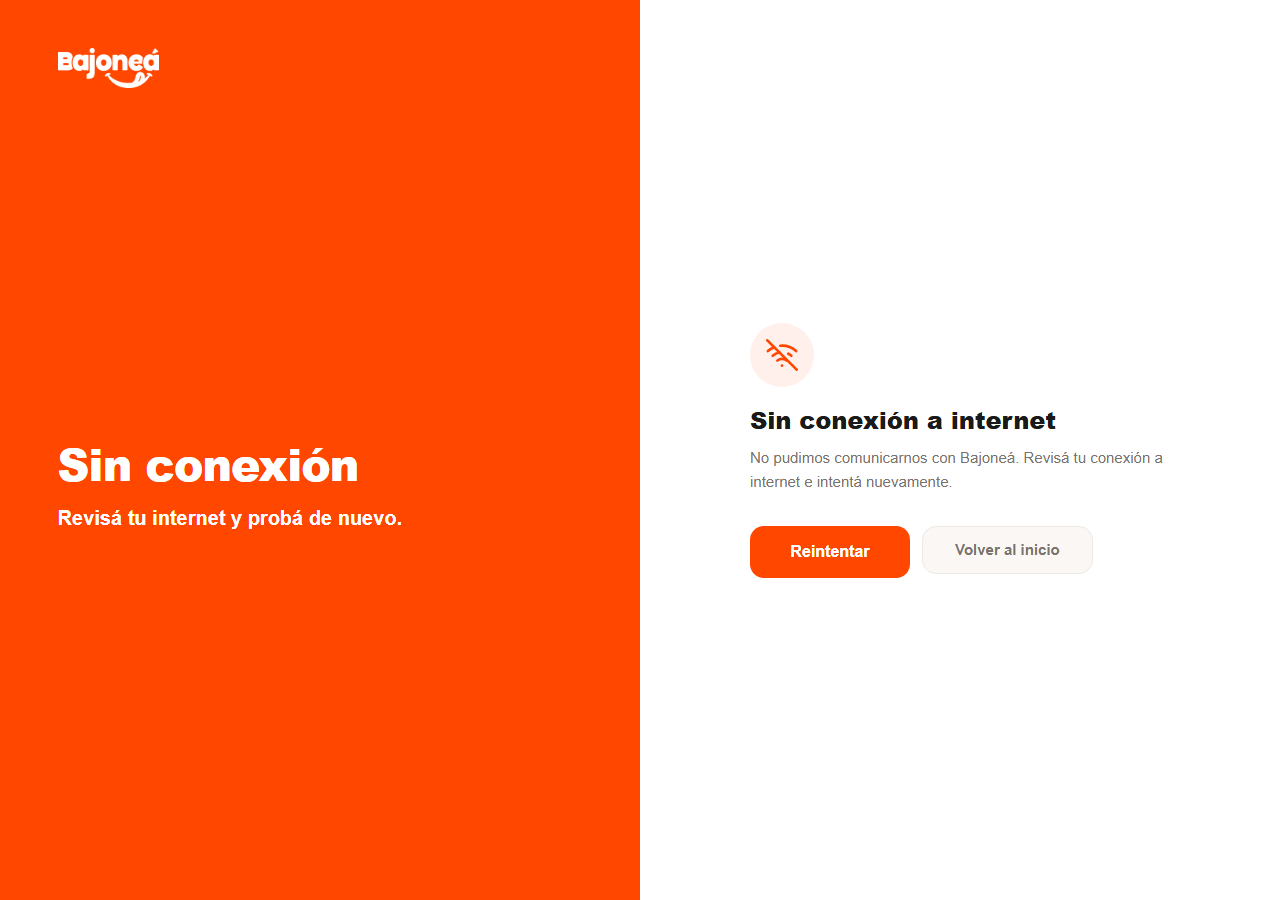 Bajoneá
Sin conexión
Revisá tu internet y probá de nuevo.
Sin conexión a internet
No pudimos comunicarnos con Bajoneá. Revisá tu conexión a
internet e intentá nuevamente.
Reintentar
Volver al inicio